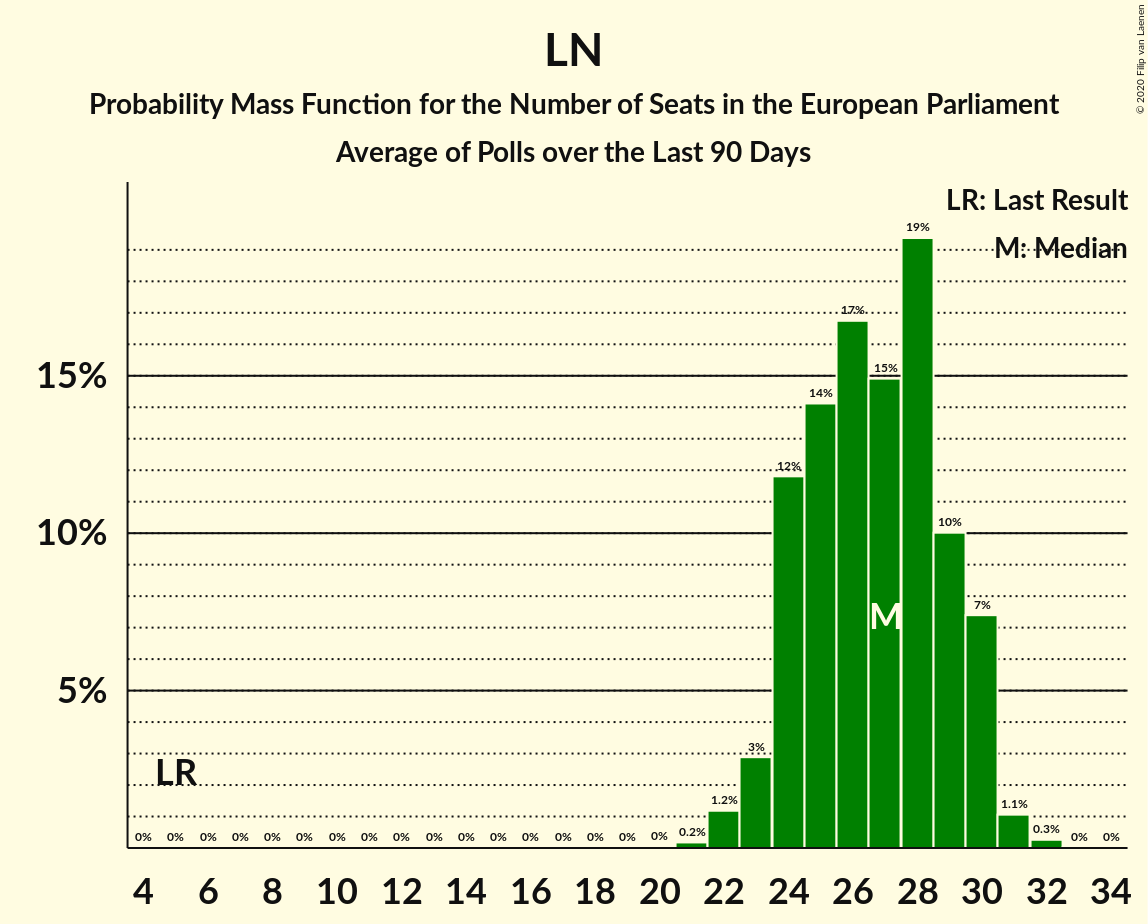 LN
Probability Mass Function for the Number of Seats in the European Parliament
Average of Polls over the Last 90 Days
© 2020 Filip van Laenen
LR: Last Result
M: Median
15%
10%
5%
0% 0% 0% 0% 0% 0% 0% 0% 0% 0% 0% 0% 0% 0% 0% 0% 0% 0.2% 1.2% 3% 12% 14% 17% 15% 19% 10% 7% 1.1% 0.3% 0% 0%
LR
M
4 6 8 10 12 14 16 18 20 22 24 26 28 30 32 34